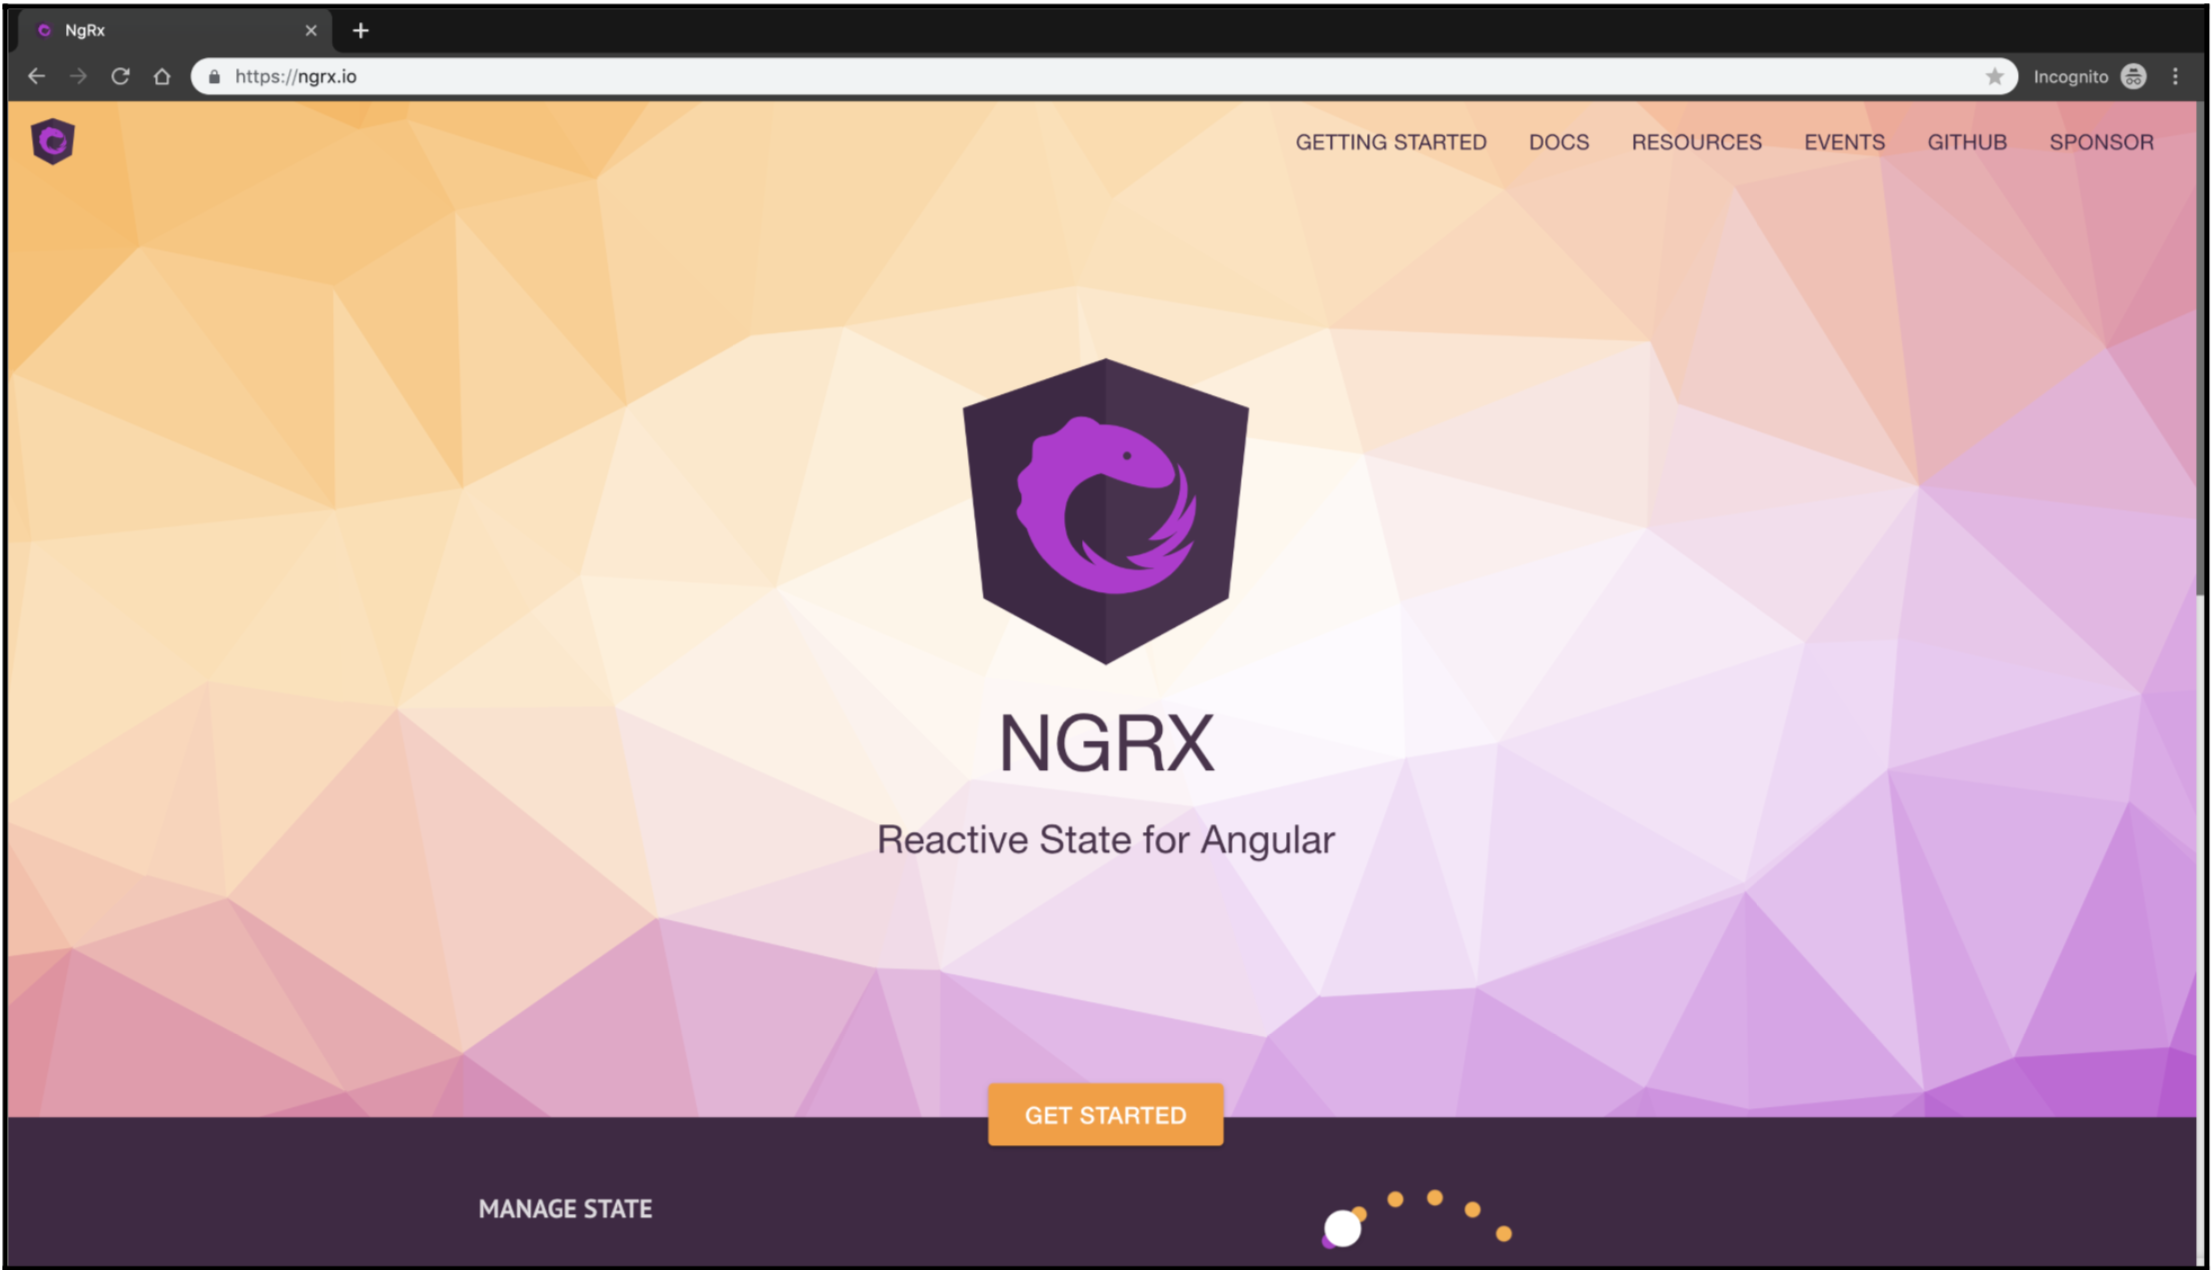 NgRx
https://ngrx.io
Incognito
GETTING STARTED DOCS RESOURCES EVENTS GITHUB SPONSOR
NGRX
Reactive State for Angular
GET STARTED
MANAGE STATE